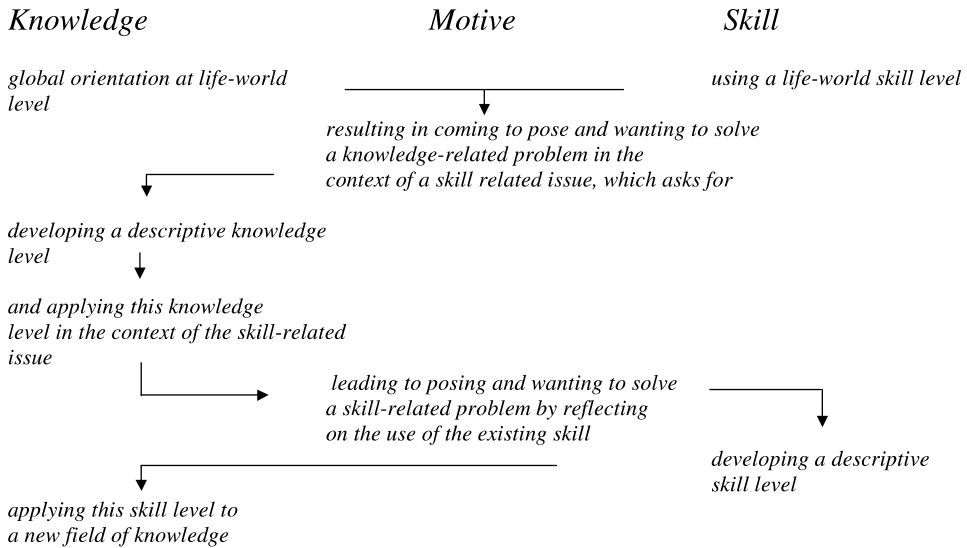 Knowledge
Motive
Skill
global orientation at life-world
level
using a life-world skill level
resulting in coming to pose and wanting to solve
a knowledge-related problem in the
context of a skill related issue, which asks for
developing a descriptive knowledge
level
and applying this knowledge
level in the context of the skill-related
issue
leading to posing and wanting to solve
a skill-related problem by reflecting
on the use of the existing skill
developing a descriptive
skill level
applying this skill level to
a new field of knowledge